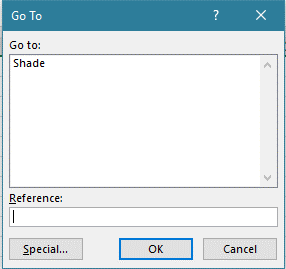 Go To
Go to:
Shade
Reference:
Special...
OK
Cancel